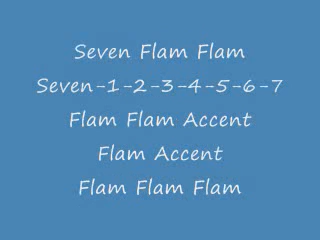 Seven Flam Flam
Seven-1-2-3-4-5-6-7
Flam Flam Accent
Flam Accent
Flam Flam Flam